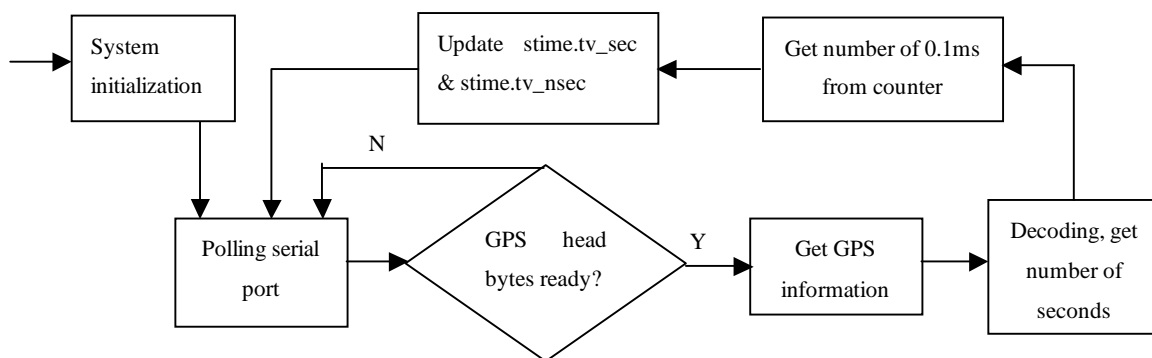 System
initialization
Update stime.tv_sec
& stime.tv_nsec
Get number of 0.1ms
from counter
N
Polling serial
port
GPS head
bytes ready?
Y
Get GPS
information
Decoding, get
number of
seconds